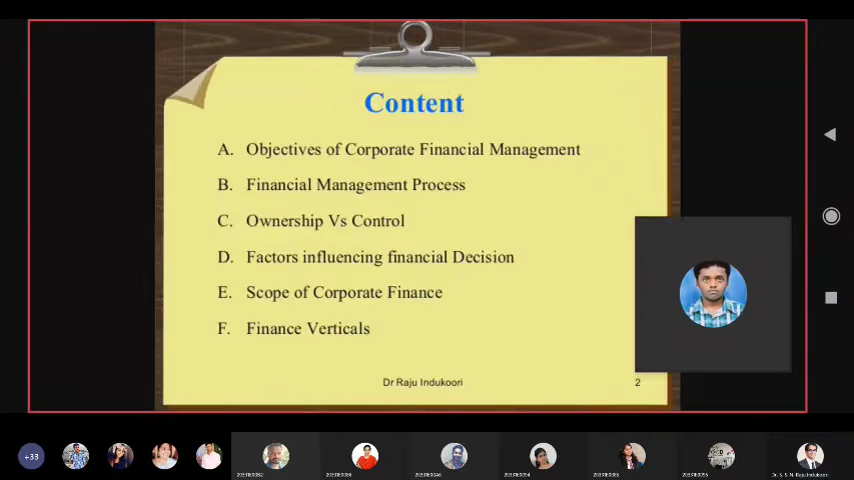 Content
A. Objectives of Corporate Financial Management
B. Financial Management Process
C. Ownership Vs Control
D. Factors influencing financial Decision
E. Scope of Corporate Finance
F. Finance Verticals
Dr Raju Indukoori
2
+33